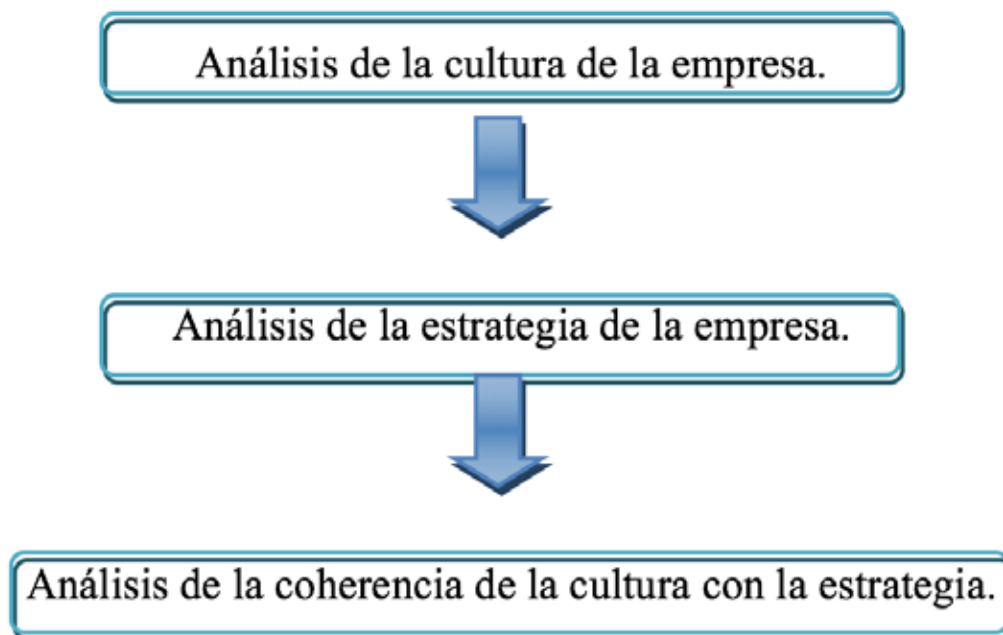 Análisis de la cultura de la empresa.
Análisis de la estrategia de la empresa.
Análisis de la coherencia de la cultura con la estrategia.